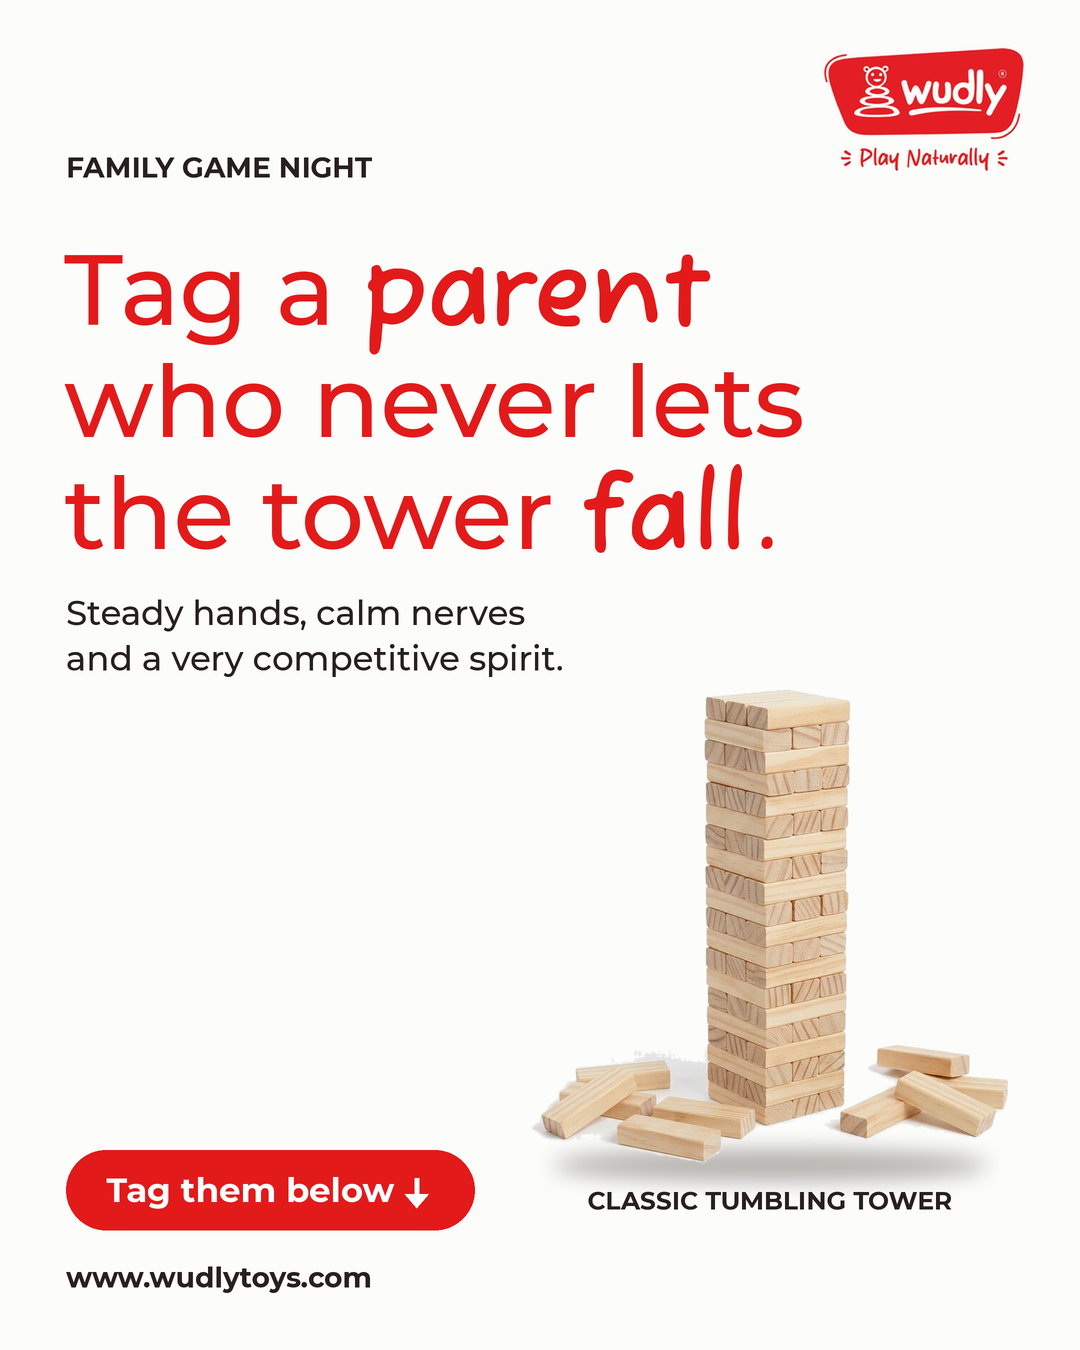 wudly®
Play Naturally
FAMILY GAME NIGHT
Tag a parent
who never lets
the tower fall.
Steady hands, calm nerves
and a very competitive spirit.
Tag them below ↓
CLASSIC TUMBLING TOWER
www.wudlytoys.com